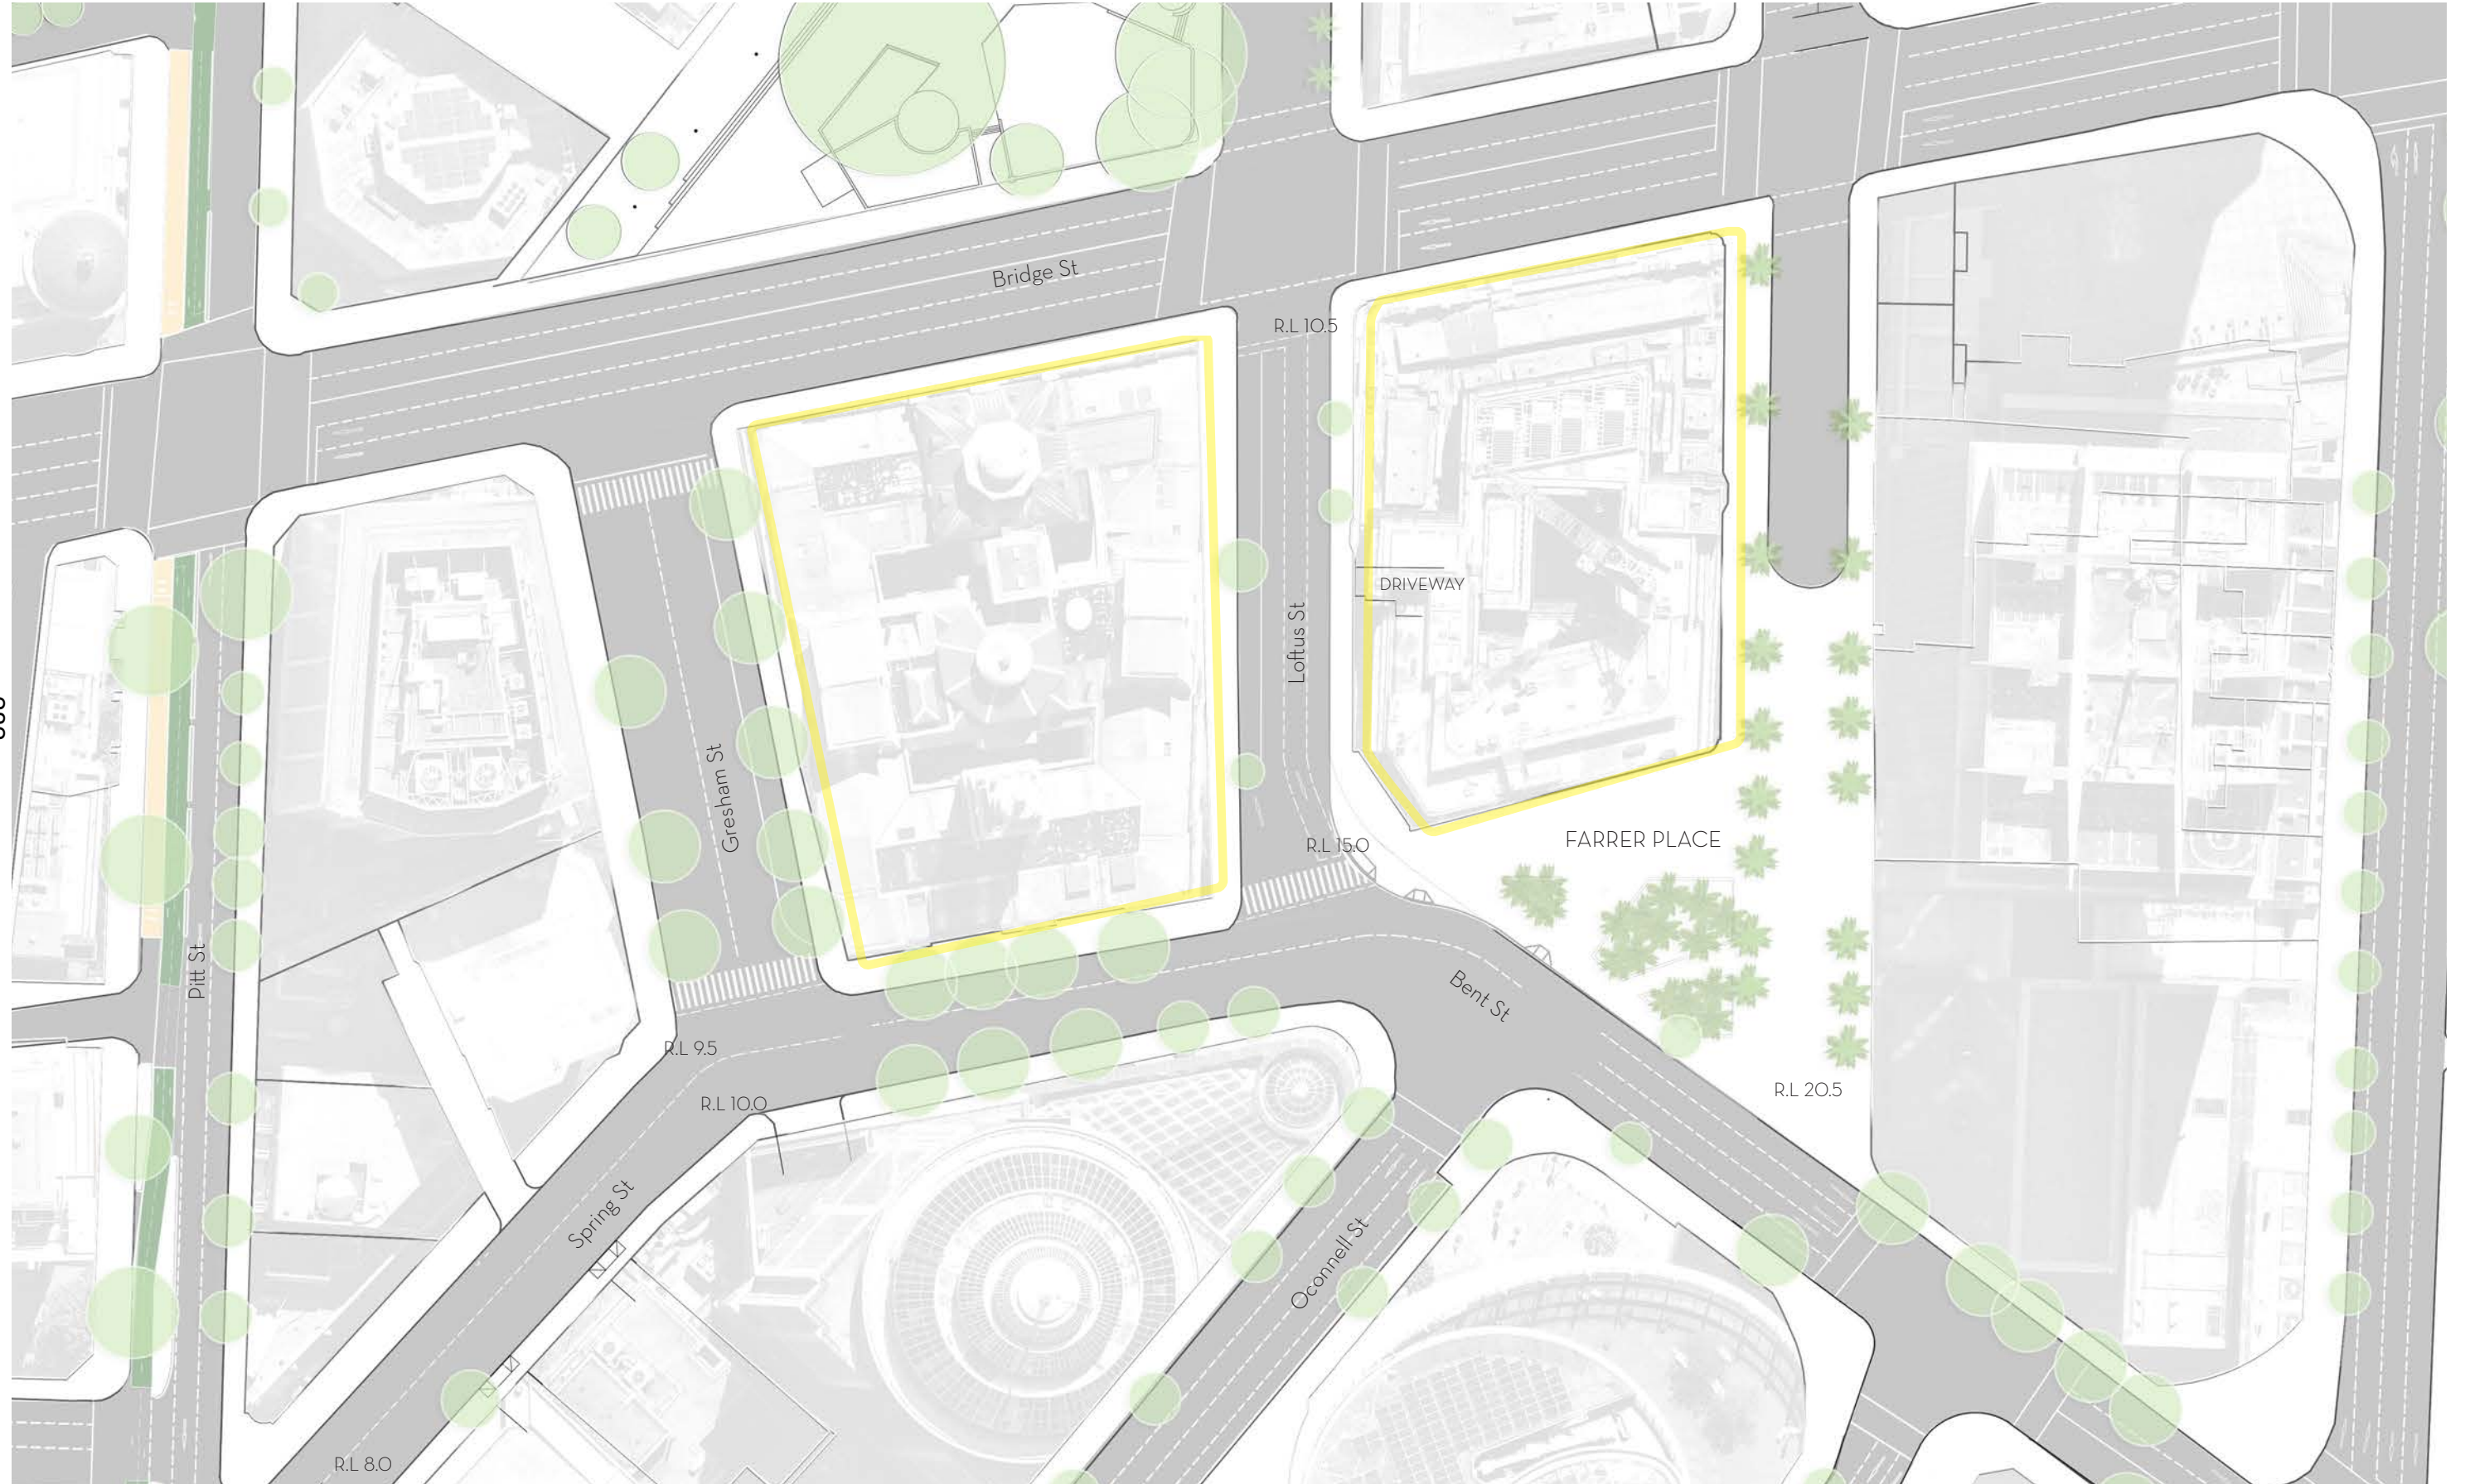 Bridge St
R.L 10.5
DRIVEWAY
Loftus St
Gresham St
R.L 15.0
FARRER PLACE
Pitt St
Bent St
R.L 9.5
R.L 10.0
R.L 20.5
Spring St
Oconnell St
R.L 8.0